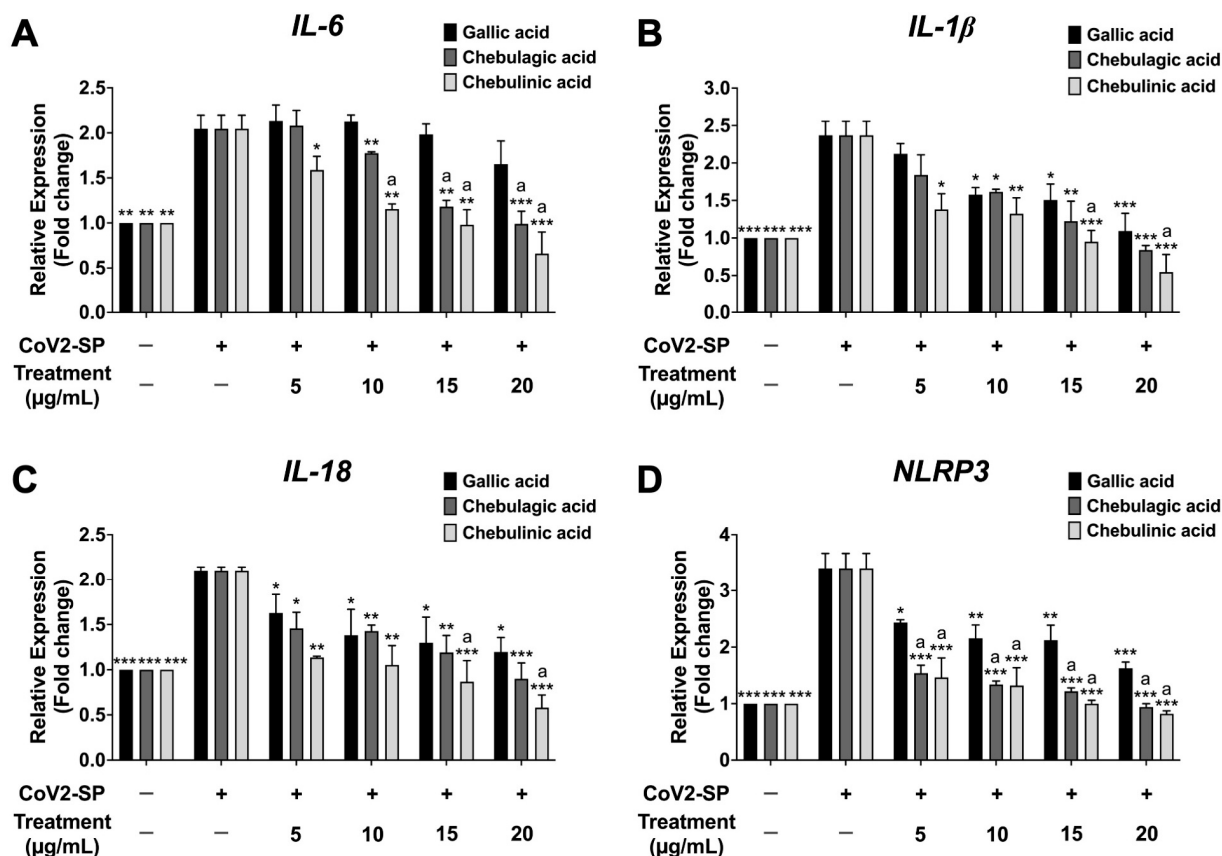 A
IL-6
Gallic acid
Chebulagic acid
Chebulinic acid
Relative Expression
(Fold change)
2.5
2.0
1.5
1.0
0.5
0.0
** ** **
*
**
a
**
a
**
a
**
a
***
a
***
CoV2-SP − + + + + +
Treatment
(µg/mL) − − 5 10 15 20
B
IL-1β
Gallic acid
Chebulagic acid
Chebulinic acid
Relative Expression
(Fold change)
3.0
2.5
2.0
1.5
1.0
0.5
0.0
*** *** ***
*
* * **
* **
a
***
*** ***
a
***
CoV2-SP − + + + + +
Treatment
(µg/mL) − − 5 10 15 20
C
IL-18
Gallic acid
Chebulagic acid
Chebulinic acid
Relative Expression
(Fold change)
2.5
2.0
1.5
1.0
0.5
0.0
*** *** ***
* * **
* ** **
* **
a
***
* ***
a
***
CoV2-SP − + + + + +
Treatment
(µg/mL) − − 5 10 15 20
D
NLRP3
Gallic acid
Chebulagic acid
Chebulinic acid
Relative Expression
(Fold change)
4
3
2
1
0
*** *** ***
*
a a
*** ***
**
a a
*** ***
**
a a
*** ***
***
a a
*** ***
CoV2-SP − + + + + +
Treatment
(µg/mL) − − 5 10 15 20